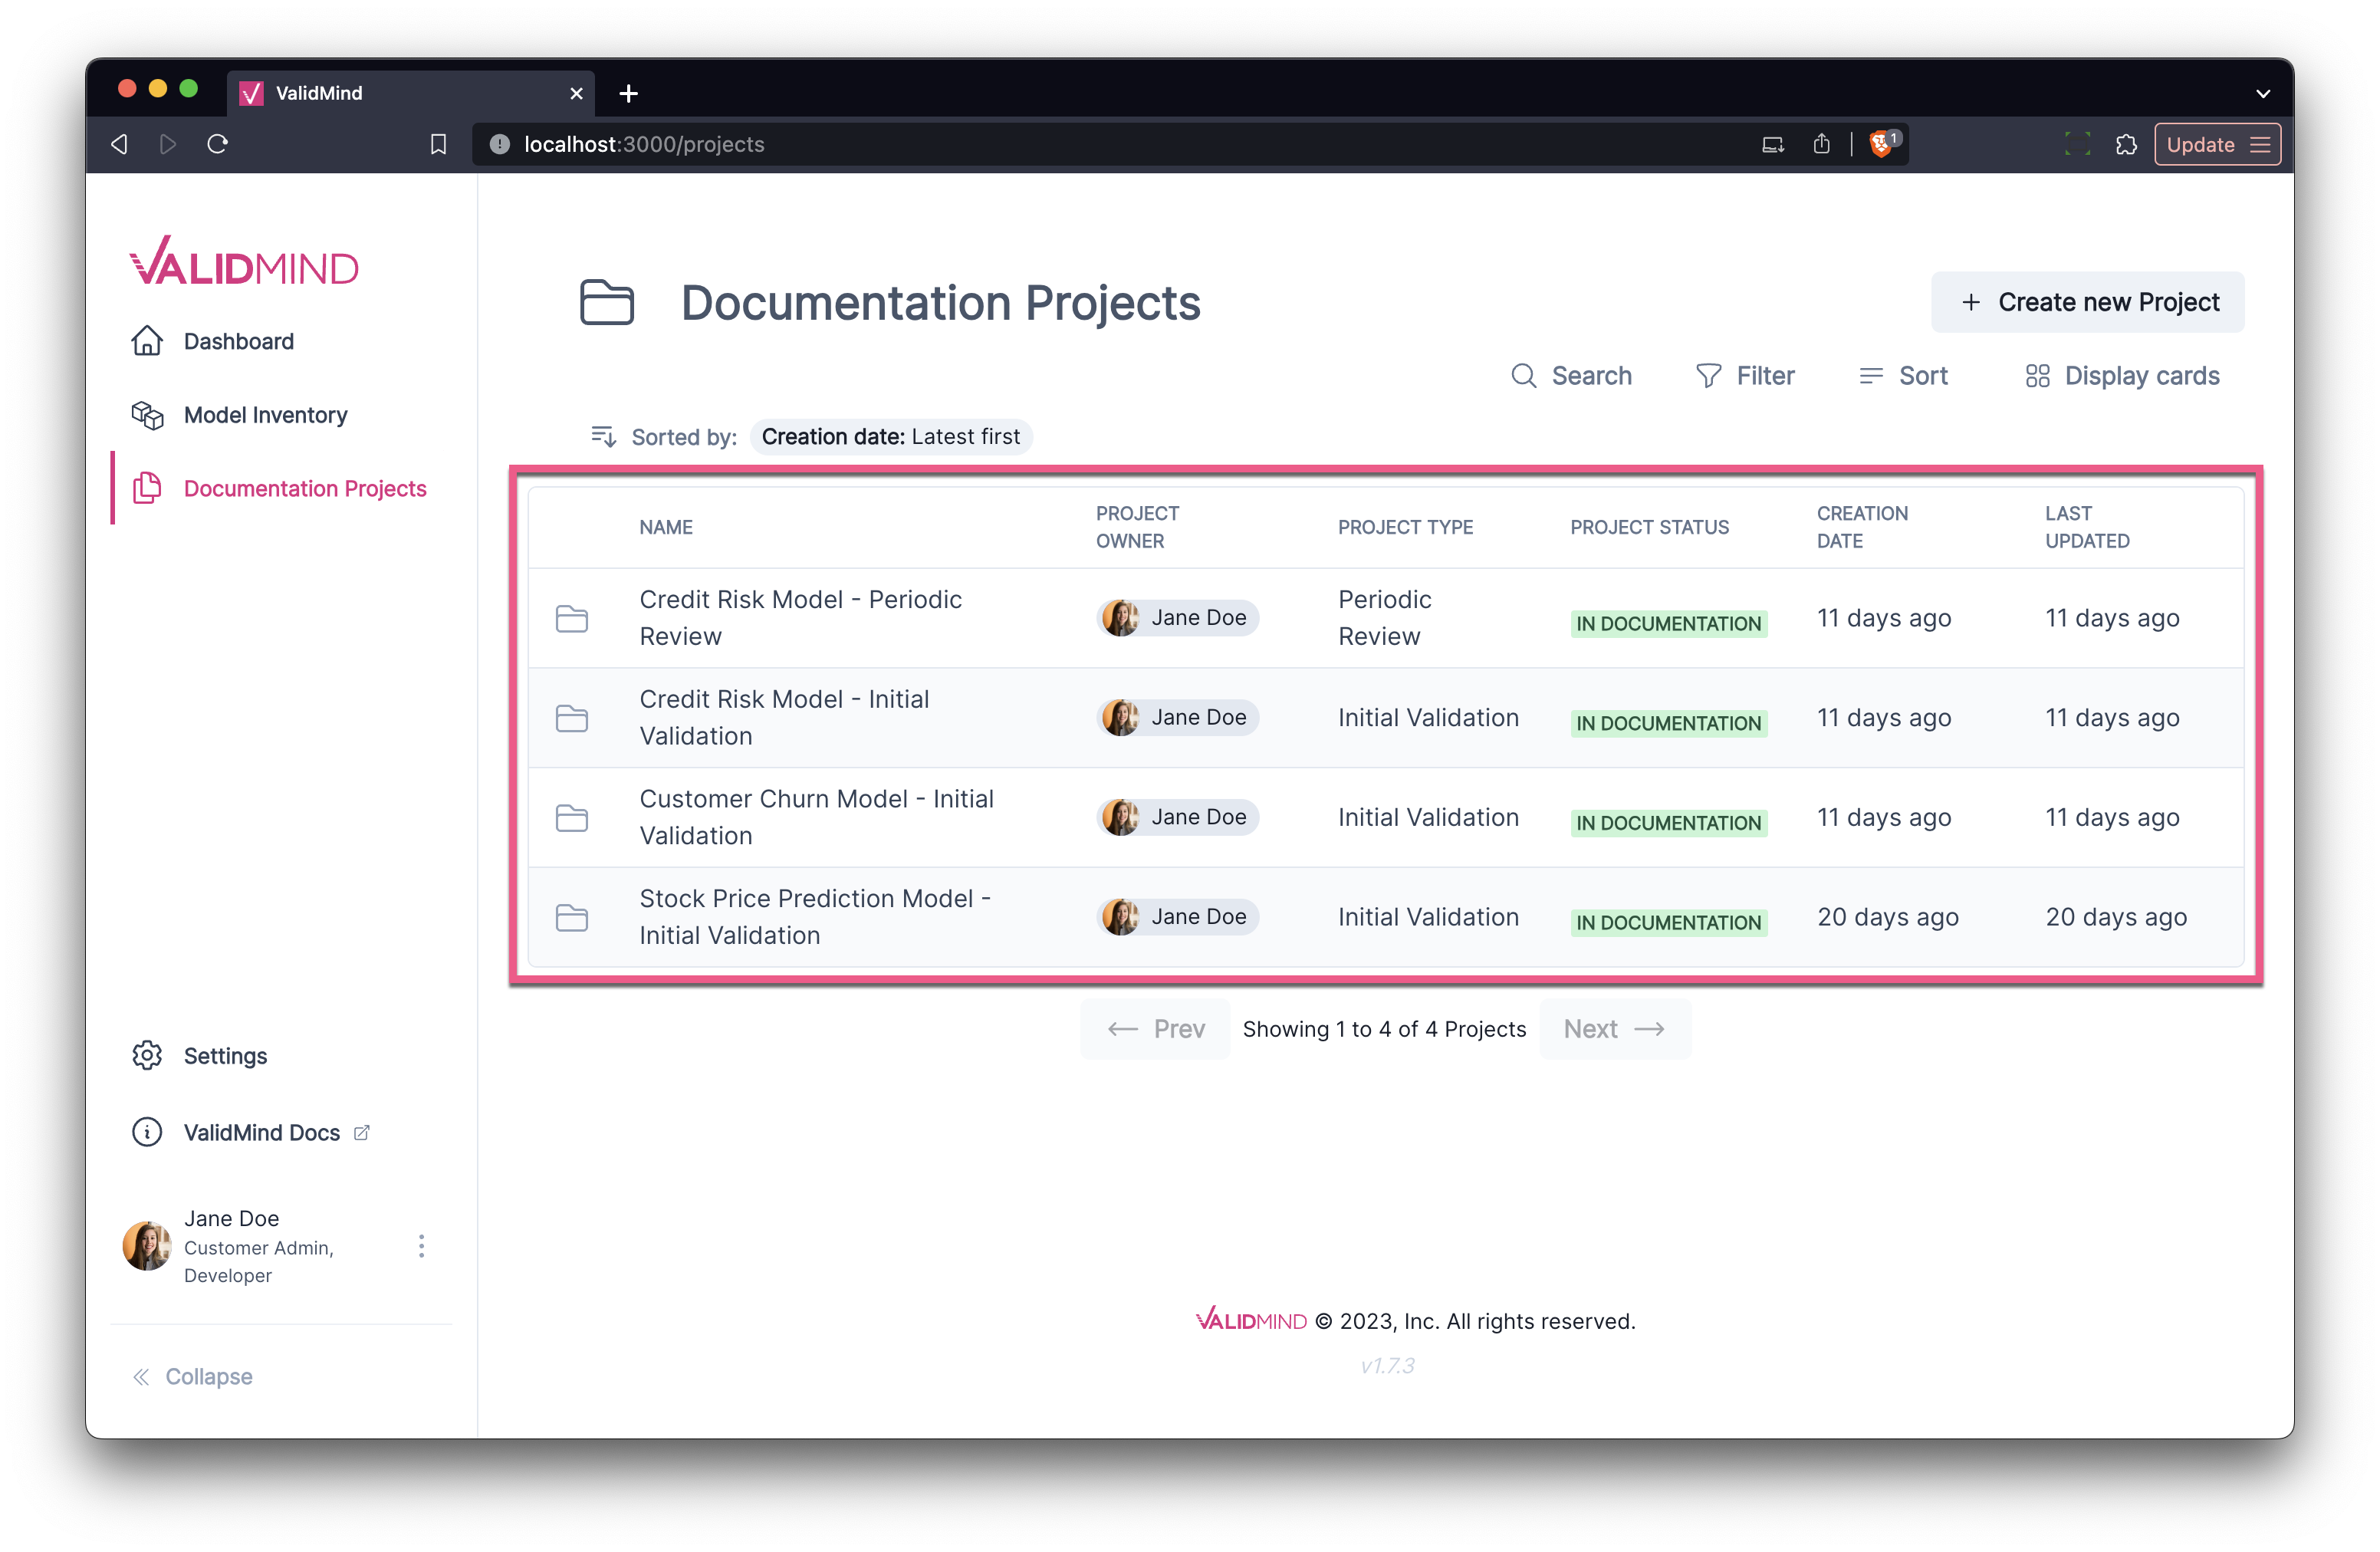 ValidMind
localhost:3000/projects
1
Update
VALIDMIND
Dashboard
Model Inventory
Documentation Projects
Settings
ValidMind Docs
Jane Doe
Customer Admin,
Developer
Collapse
Documentation Projects
+ Create new Project
Search Filter Sort Display cards
Sorted by: Creation date: Latest first
NAME PROJECT OWNER PROJECT TYPE PROJECT STATUS CREATION DATE LAST UPDATED
Credit Risk Model - Periodic
Review
Jane Doe
Periodic
Review
IN DOCUMENTATION
11 days ago
11 days ago
Credit Risk Model - Initial
Validation
Jane Doe
Initial Validation
IN DOCUMENTATION
11 days ago
11 days ago
Customer Churn Model - Initial
Validation
Jane Doe
Initial Validation
IN DOCUMENTATION
11 days ago
11 days ago
Stock Price Prediction Model -
Initial Validation
Jane Doe
Initial Validation
IN DOCUMENTATION
20 days ago
20 days ago
Prev Showing 1 to 4 of 4 Projects Next
VALIDMIND © 2023, Inc. All rights reserved.
v1.7.3